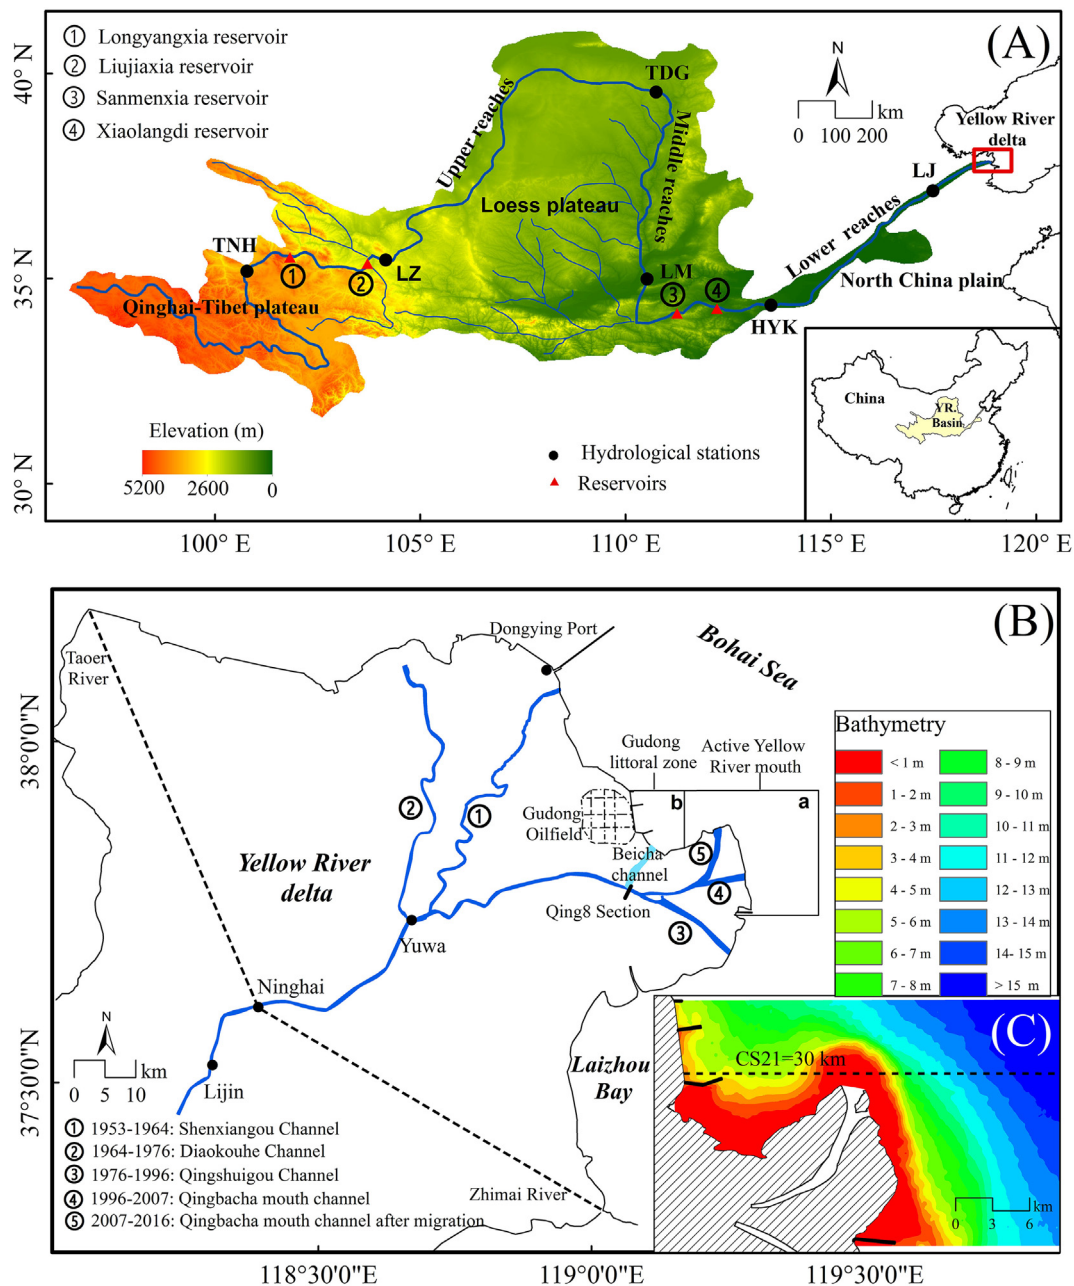 (A)
① Longyangxia reservoir
② Liujiaxia reservoir
③ Sanmenxia reservoir
④ Xiaolangdi reservoir
N
km
0 100 200
40° N
35° N
30° N
TDG
Upper reaches
Middle reaches
Yellow River
delta
LJ
Loess plateau
Lower reaches
TNH
①
②
LZ
LM
③
④
North China plain
Qinghai-Tibet plateau
HYK
China
YR.
Basin
Elevation (m)
5200 2600 0
Hydrological stations
Reservoirs
100° E 105° E 110° E 115° E 120° E
(B)
Dongying Port
Bohai Sea
Taoer
River
38°0'0"N
37°30'0"N
Gudong
littoral zone
Active Yellow
River mouth
b
a
②
①
Gudong
Oilfield
Beicha
channel
⑤
④
③
Qing8 Section
Yellow River
delta
Yuwa
Ninghai
Lijin
N
km
0 5 10
Laizhou
Bay
Zhimai River
① 1953-1964: Shenxiangou Channel
② 1964-1976: Diaokouhe Channel
③ 1976-1996: Qingshuigou Channel
④ 1996-2007: Qingbacha mouth channel
⑤ 2007-2016: Qingbacha mouth channel after migration
Bathymetry
< 1 m
1 - 2 m
2 - 3 m
3 - 4 m
4 - 5 m
5 - 6 m
6 - 7 m
7 - 8 m
8 - 9 m
9 - 10 m
10 - 11 m
11 - 12 m
12 - 13 m
13 - 14 m
14- 15 m
> 15 m
(C)
CS21=30 km
km
0 3 6
118°30'0"E 119°0'0"E 119°30'0"E